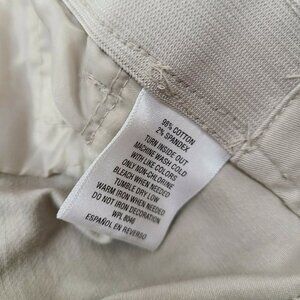 98% COTTON
2% SPANDEX
TURN INSIDE OUT
MACHINE WASH COLD
WITH LIKE COLORS
ONLY NON-CHLORINE
BLEACH WHEN NEEDED
TUMBLE DRY LOW
WARM IRON WHEN NEEDED
DO NOT IRON DECORATION
WPL 8046
ESPAÑOL EN REVERSO